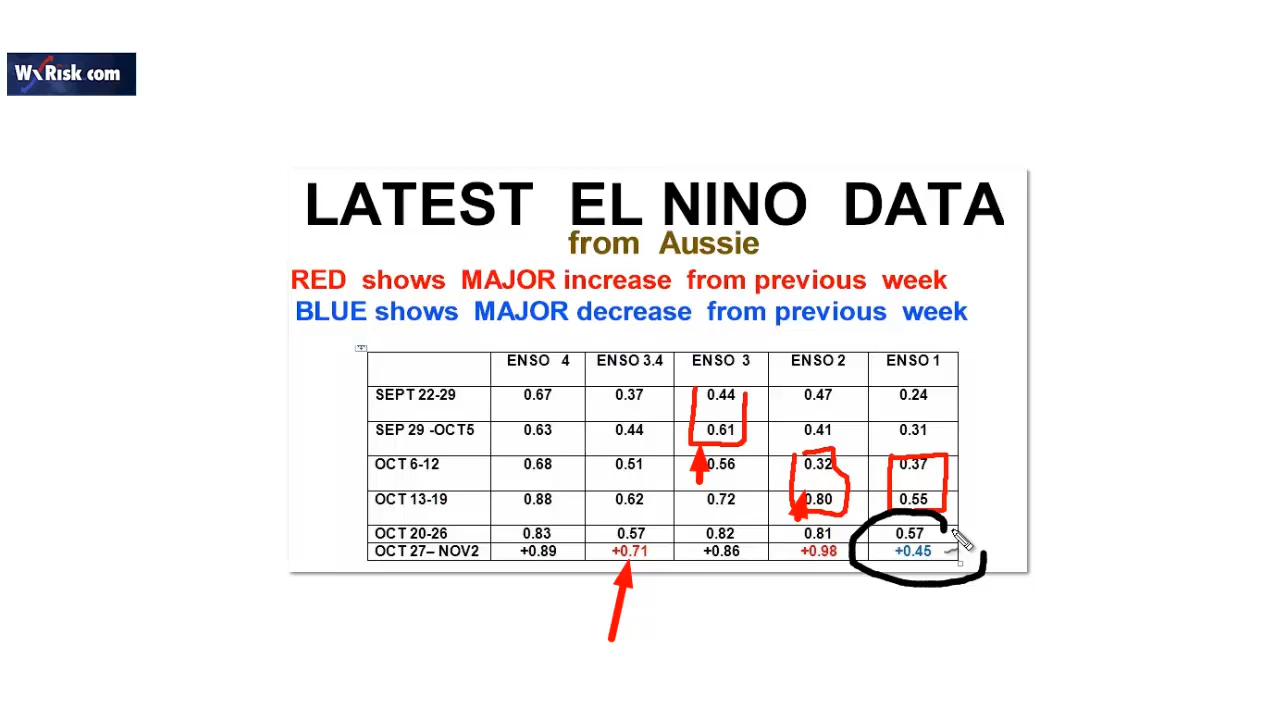 WxRisk.com
LATEST EL NINO DATA
from Aussie
RED shows MAJOR increase from previous week
BLUE shows MAJOR decrease from previous week
ENSO 4 ENSO 3.4 ENSO 3 ENSO 2 ENSO 1
SEPT 22-29 0.67 0.37 0.44 0.47 0.24
SEP 29 -OCT5 0.63 0.44 0.61 0.41 0.31
OCT 6-12 0.68 0.51 0.56 0.32 0.37
OCT 13-19 0.88 0.62 0.72 0.80 0.55
OCT 20-26 0.83 0.57 0.82 0.81 0.57
OCT 27– NOV2 +0.89 +0.71 +0.86 +0.98 +0.45